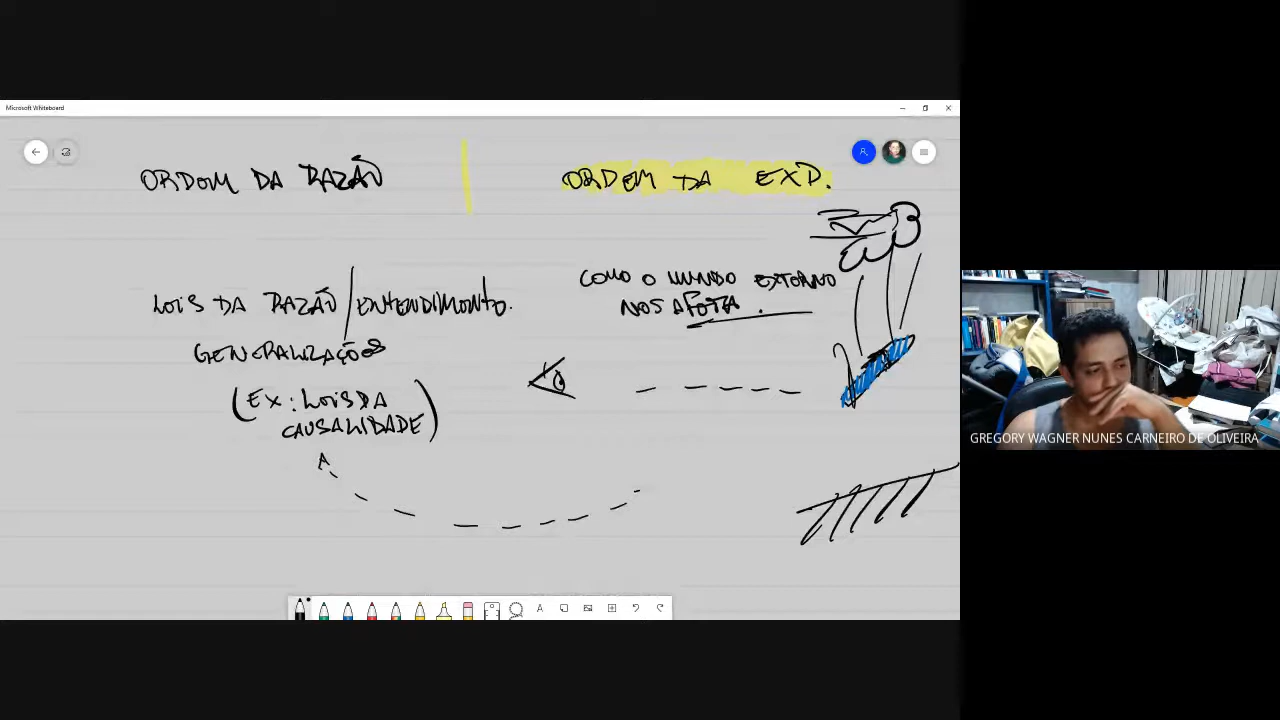 Microsoft Whiteboard
ORDEM DA RAZÃO
ORDEM DA EXP.
COMO O MUNDO EXTERNO
NOS AFETA.
LEIS DA RAZÃO/ENTENDIMENTO.
GENERALIZAÇÕES
(EX: LEIS DA
CAUSALIDADE)
GREGORY WAGNER NUNES CARNEIRO DE OLIVEIRA